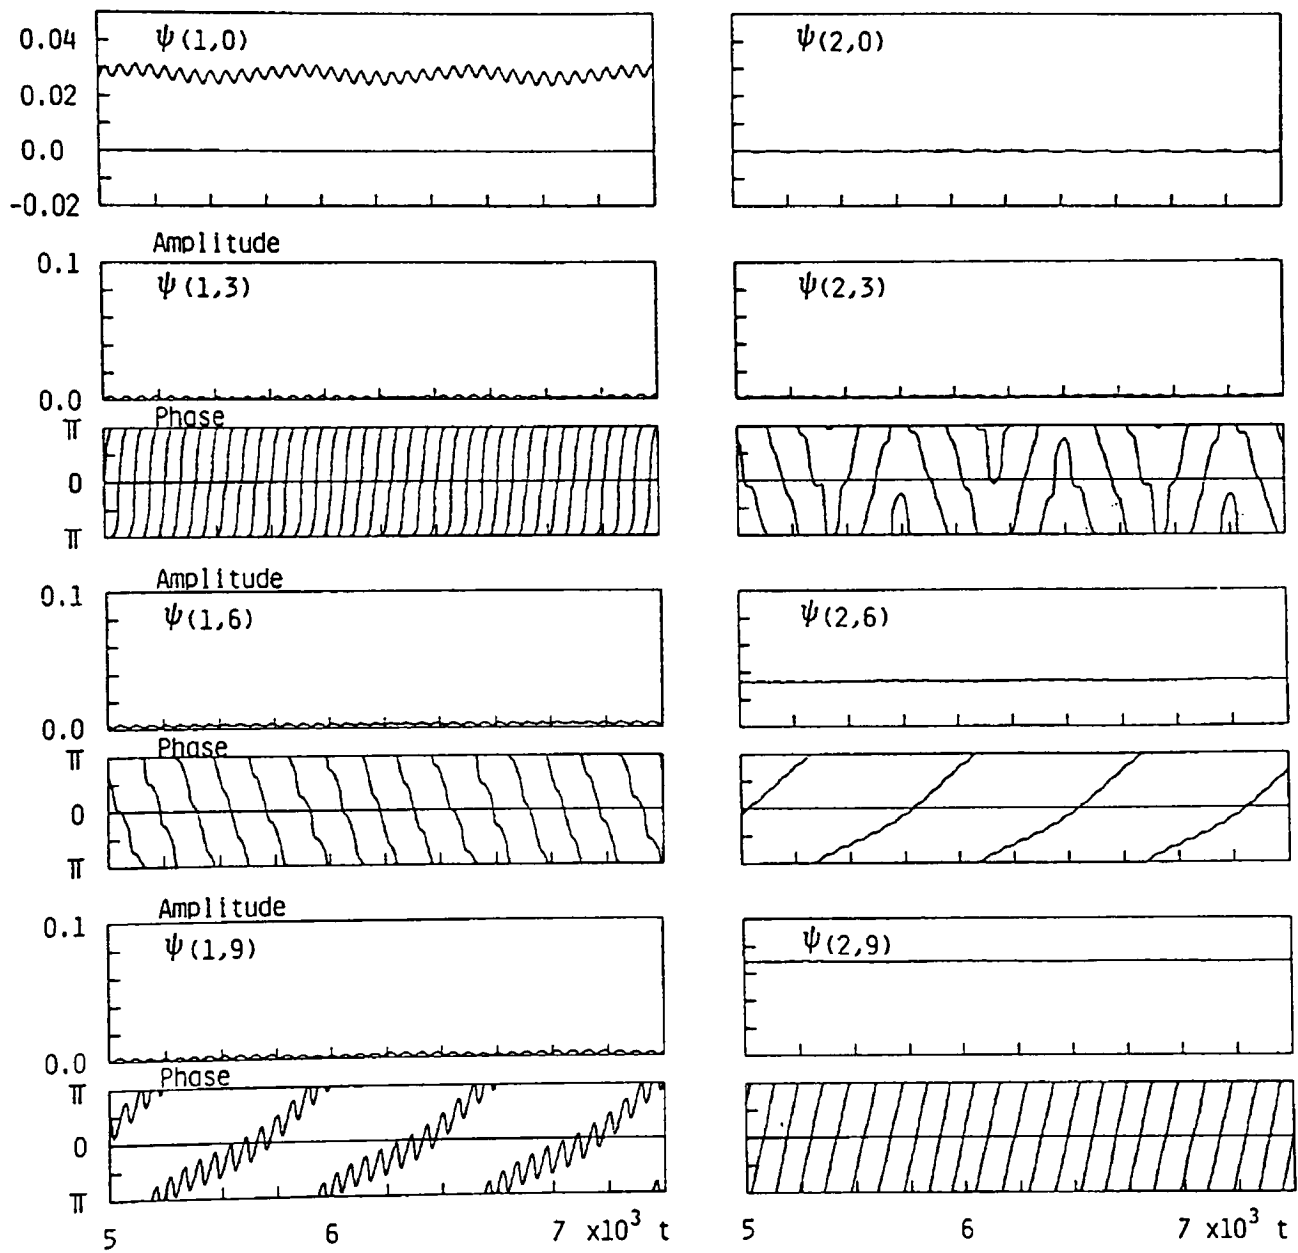 0.04
ψ(1,0)
0.02
0.0
-0.02
ψ(2,0)
Amplitude
0.1
ψ(1,3)
0.0
ψ(2,3)
Phase
π
0
π
Amplitude
0.1
ψ(1,6)
0.0
ψ(2,6)
Phase
π
0
π
Amplitude
0.1
ψ(1,9)
0.0
ψ(2,9)
Phase
π
0
π
5 6 7 x10³ t
5 6 7 x10³ t